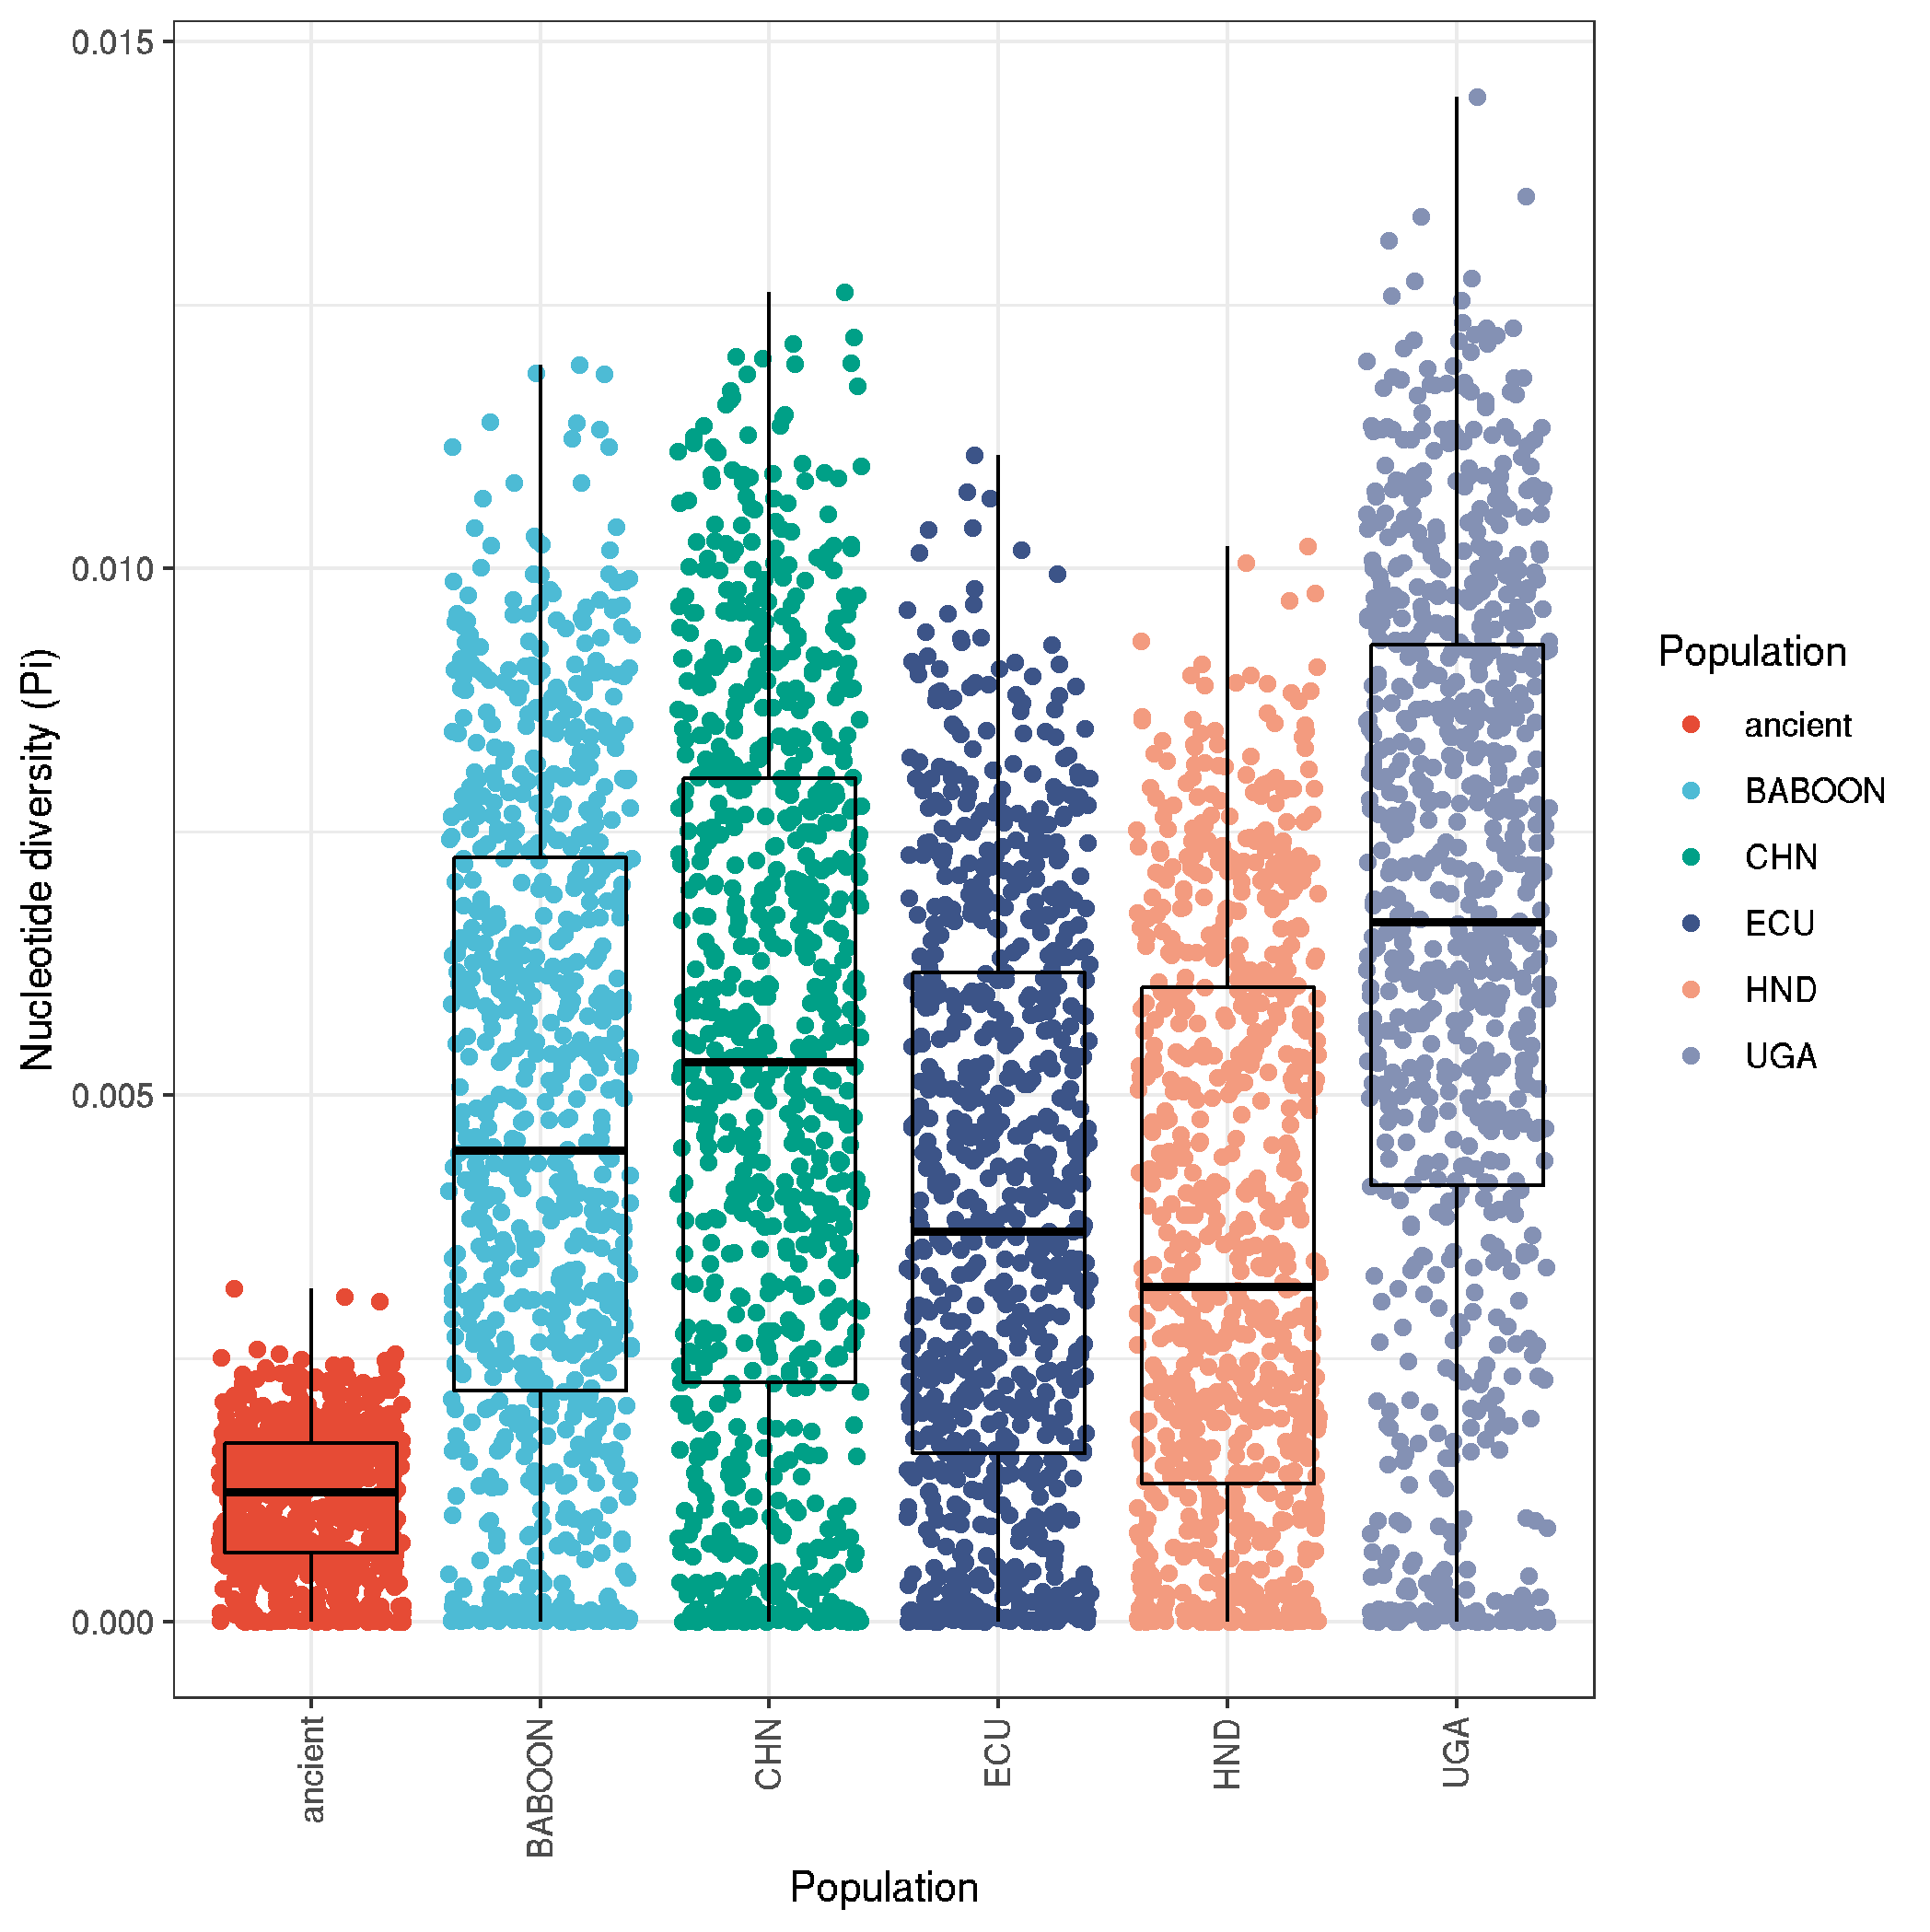 Nucleotide diversity (Pi)
0.015
0.010
0.005
0.000
ancient
BABOON
CHN
ECU
HND
UGA
Population
Population
ancient
BABOON
CHN
ECU
HND
UGA